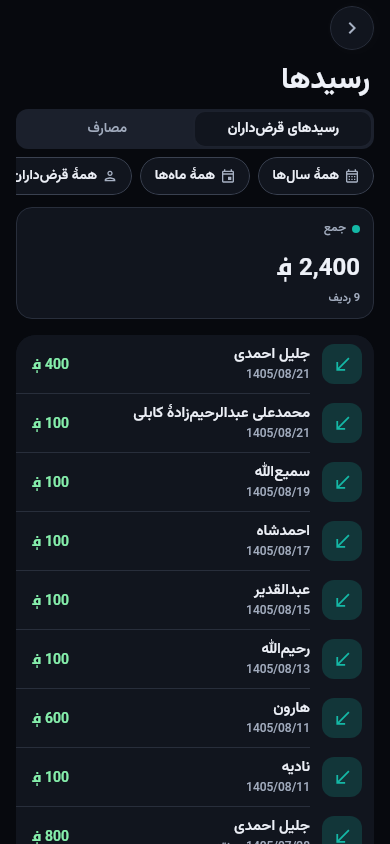 رسیدها
رسیدهای قرض‌داران
مصارف
همهٔ سال‌ها
همهٔ ماه‌ها
همهٔ قرض‌داران
جمع
2,400 ؋
9 ردیف
جلیل احمدی
400 ؋
1405/08/21
محمدعلی عبدالرحیم‌زادهٔ کابلی
100 ؋
1405/08/21
سمیع‌الله
100 ؋
1405/08/19
احمدشاه
100 ؋
1405/08/17
عبدالقدیر
100 ؋
1405/08/15
رحیم‌الله
100 ؋
1405/08/13
هارون
600 ؋
1405/08/11
نادیه
100 ؋
1405/08/11
جلیل احمدی
800 ؋